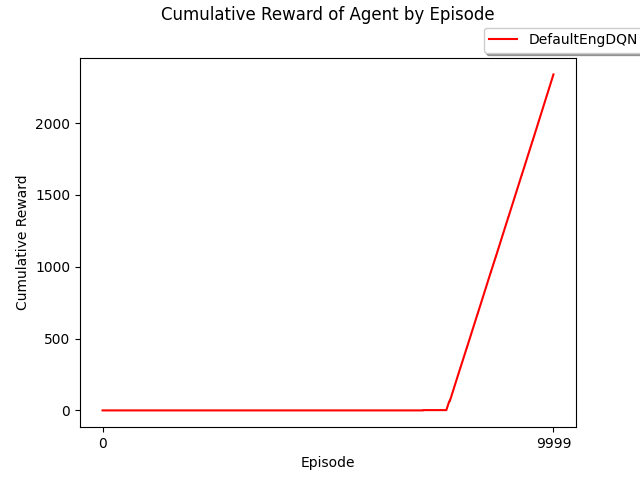 Cumulative Reward of Agent by Episode
DefaultEngDQN
2000
1500
1000
500
0
Cumulative Reward
0
9999
Episode